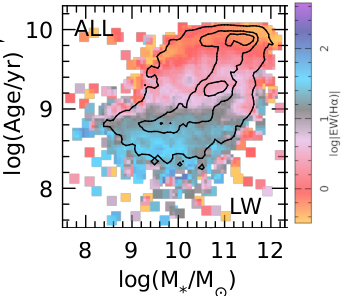 ALL
10
9
8
log(Age/yr)
LW
8 9 10 11 12
log(M*/M⊙)
2
1
0
log|EW(Hα)|